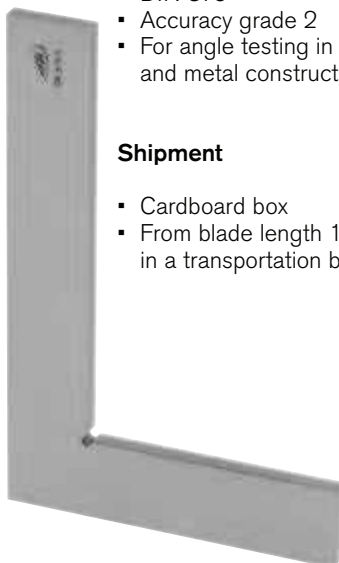 ▪ Accuracy grade 2
▪ For angle testing in
and metal construct
Shipment
▪ Cardboard box
▪ From blade length 1
in a transportation b